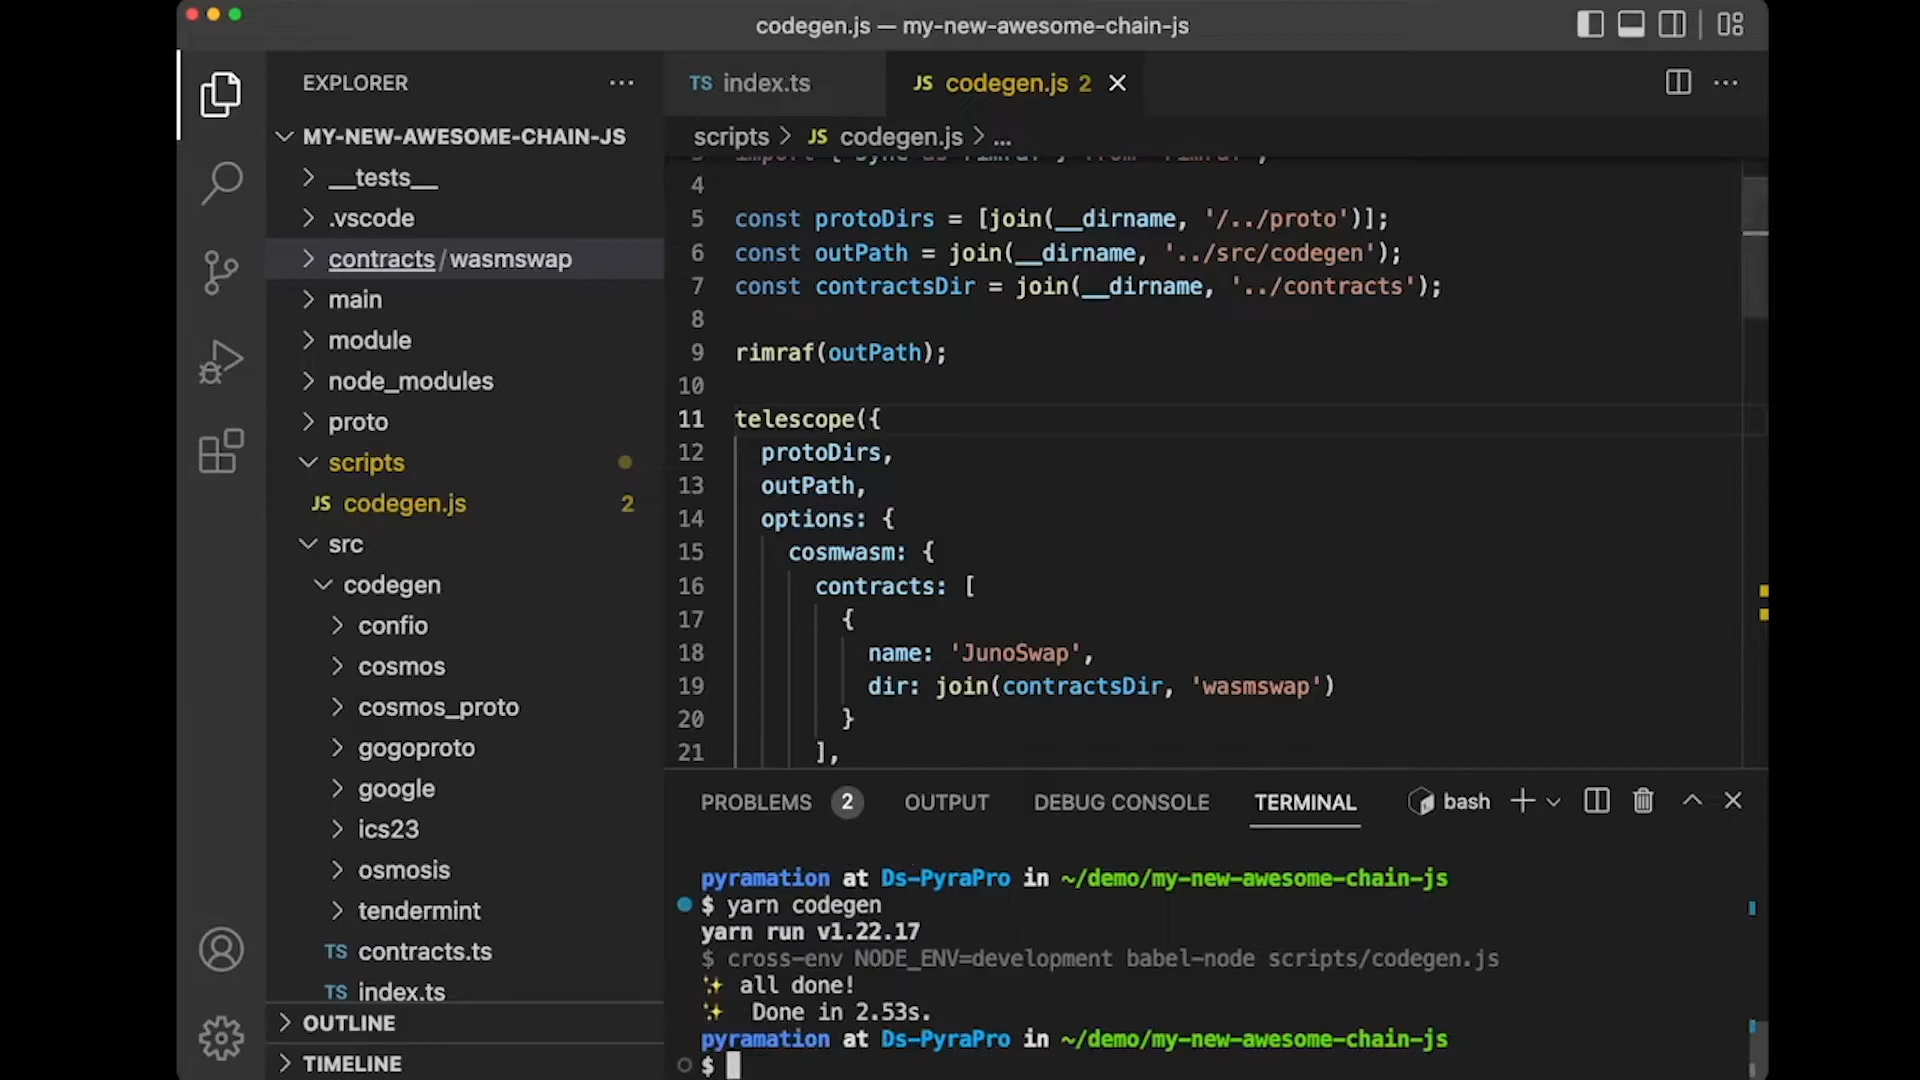 codegen.js — my-new-awesome-chain-js
EXPLORER
MY-NEW-AWESOME-CHAIN-JS
__tests__
.vscode
contracts/wasmswap
main
module
node_modules
proto
scripts
JS codegen.js 2
src
codegen
confio
cosmos
cosmos_proto
gogoproto
google
ics23
osmosis
tendermint
TS contracts.ts
TS index.ts
OUTLINE
TIMELINE
TS index.ts
JS codegen.js 2
scripts > JS codegen.js > ...
4
5 const protoDirs = [join(__dirname, '/../proto')];
6 const outPath = join(__dirname, '../src/codegen');
7 const contractsDir = join(__dirname, '../contracts');
8
9 rimraf(outPath);
10
11 telescope({
12 protoDirs,
13 outPath,
14 options: {
15 cosmwasm: {
16 contracts: [
17 {
18 name: 'JunoSwap',
19 dir: join(contractsDir, 'wasmswap')
20 }
21 ],
PROBLEMS 2 OUTPUT DEBUG CONSOLE TERMINAL bash
pyramation at Ds-PyraPro in ~/demo/my-new-awesome-chain-js
$ yarn codegen
yarn run v1.22.17
$ cross-env NODE_ENV=development babel-node scripts/codegen.js
✨ all done!
✨ Done in 2.53s.
pyramation at Ds-PyraPro in ~/demo/my-new-awesome-chain-js
$